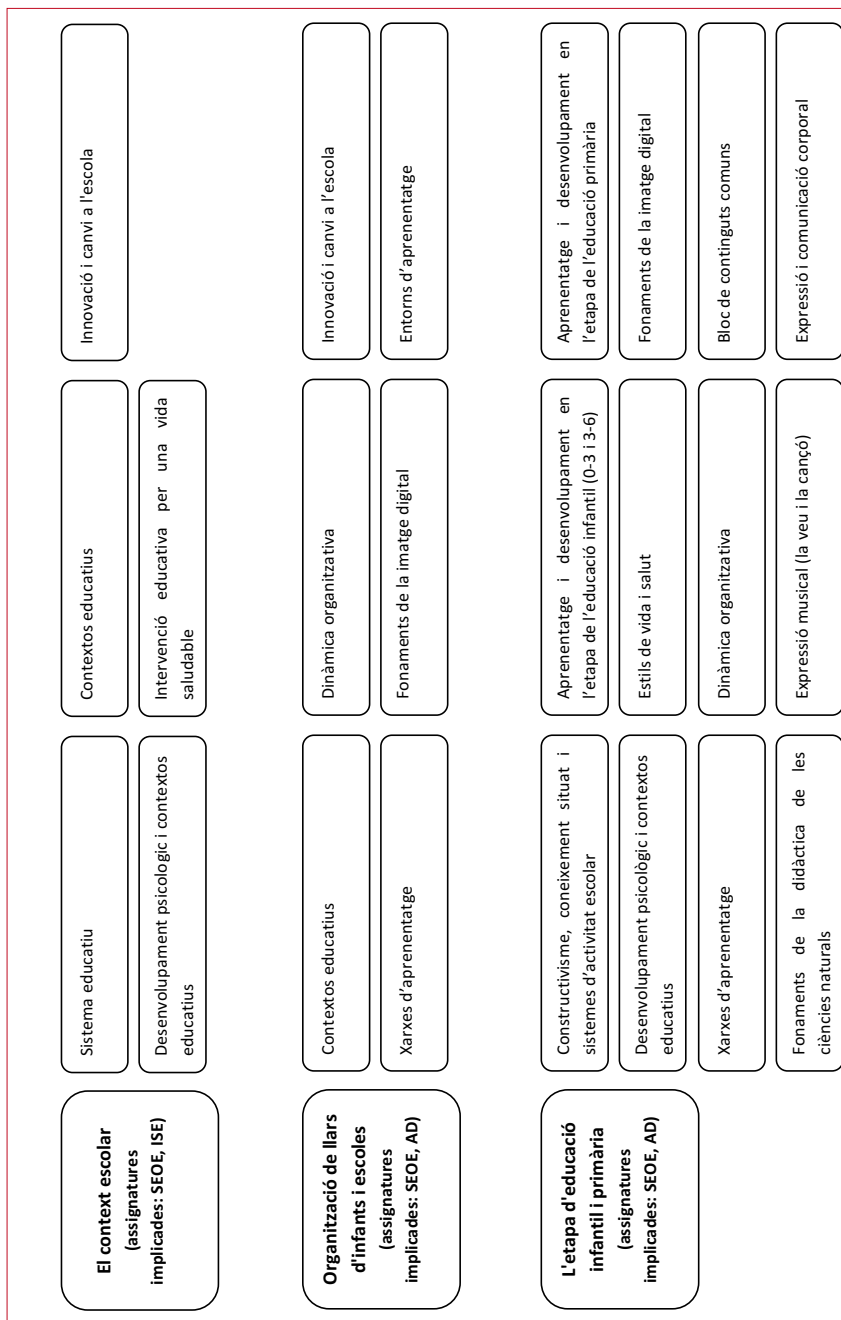 El context escolar
(assignatures
implicades: SEOE, ISE)
Sistema educatiu
Contextos educatius
Innovació i canvi a l'escola
Desenvolupament psicologic i contextos
educatius
Intervenció educativa per una vida
saludable
Organització de llars
d'infants i escoles
(assignatures
implicades: SEOE, AD)
Contextos educatius
Dinàmica organitzativa
Innovació i canvi a l'escola
Xarxes d'aprenentatge
Fonaments de la imatge digital
Entorns d'aprenentatge
L'etapa d'educació
infantil i primària
(assignatures
implicades: SEOE, AD)
Constructivisme, coneixement situat i
sistemes d'activitat escolar
Aprenentatge i desenvolupament en
l'etapa de l'educació infantil (0-3 i 3-6)
Aprenentatge i desenvolupament en
l'etapa de l'educació primària
Desenvolupament psicològic i contextos
educatius
Estils de vida i salut
Fonaments de la imatge digital
Xarxes d'aprenentatge
Dinàmica organitzativa
Bloc de continguts comuns
Fonaments de la didàctica de les
ciències naturals
Expressió musical (la veu i la cançó)
Expressió i comunicació corporal